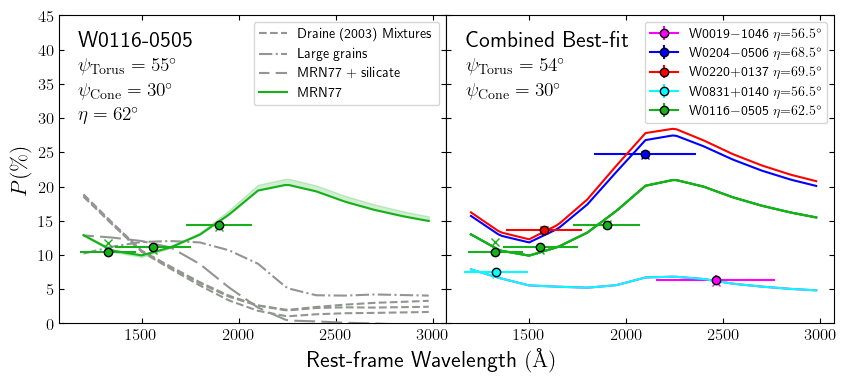 W0116-0505
ψTorus = 55°
ψCone = 30°
η = 62°
Draine (2003) Mixtures
Large grains
MRN77 + silicate
MRN77
Combined Best-fit
ψTorus = 54°
ψCone = 30°
W0019−1046 η=56.5°
W0204−0506 η=68.5°
W0220+0137 η=69.5°
W0831+0140 η=56.5°
W0116−0505 η=62.5°
P(%)
45
40
35
30
25
20
15
10
5
0
1500 2000 2500 3000
1500 2000 2500 3000
Rest-frame Wavelength (Å)